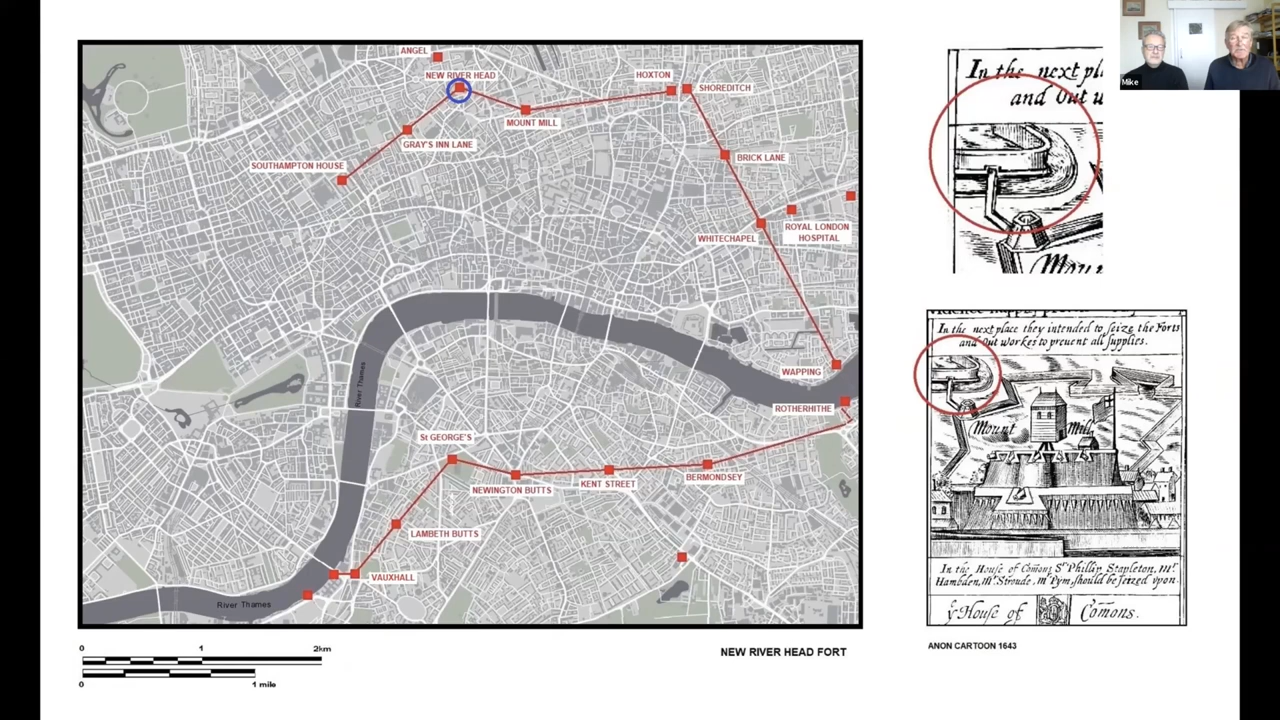 ANGEL
NEW RIVER HEAD
HOXTON
SHOREDITCH
MOUNT MILL
GRAY'S INN LANE
SOUTHAMPTON HOUSE
BRICK LANE
ROYAL LONDON
HOSPITAL
WHITECHAPEL
WAPPING
River Thames
ROTHERHITHE
St GEORGE'S
BERMONDSEY
KENT STREET
NEWINGTON BUTTS
LAMBETH BUTTS
VAUXHALL
River Thames
0 1 2km
0 1 mile
NEW RIVER HEAD FORT
Mike
In the next pl
and Out w
Mou
In the next place they intended to seize the Forts
and Out workes to prevent all supplies.
Mount Mill
In the House of Comons Sr Phillip Stapleton, Mr
Hambden, Mr Stroude, Mr Pym, should be seized upon.
ye House of Comons.
ANON CARTOON 1643